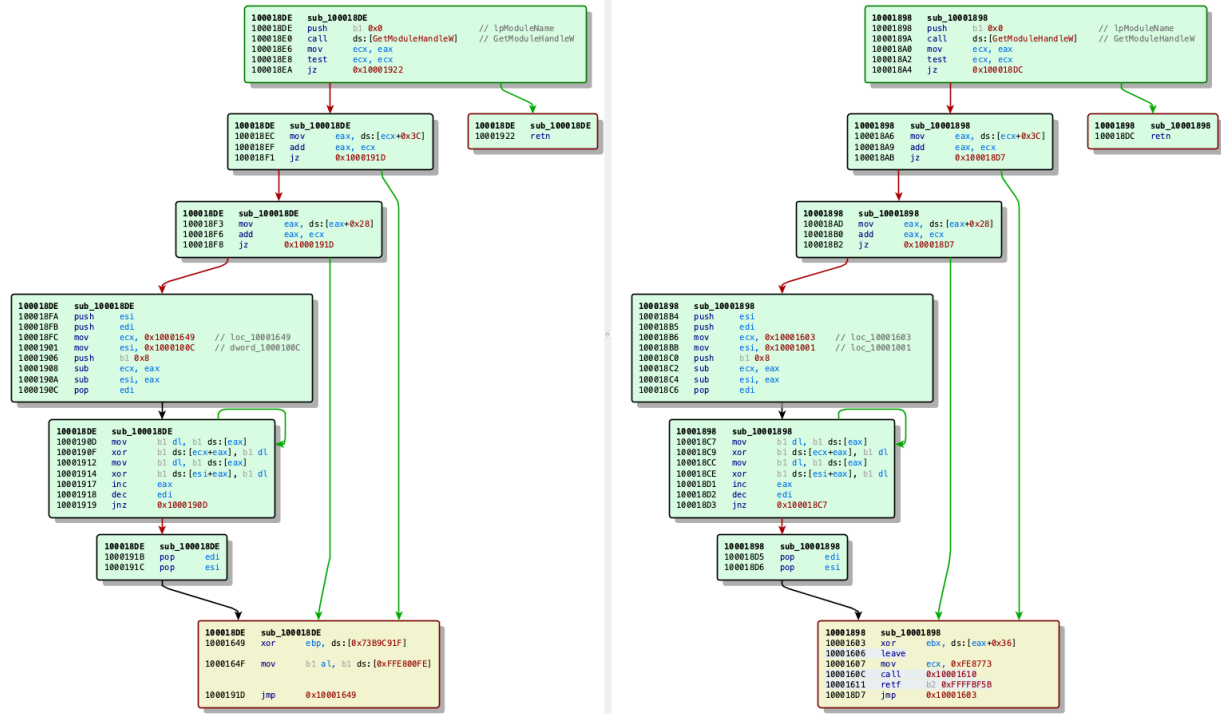 100018DE sub_100018DE
100018DE push b1 0x0 // lpModuleName
100018E0 call ds:[GetModuleHandleW] // GetModuleHandleW
100018E6 mov ecx, eax
100018E8 test ecx, ecx
100018EA jz 0x10001922
100018DE sub_100018DE
100018EC mov eax, ds:[ecx+0x3C]
100018EF add eax, ecx
100018F1 jz 0x1000191D
100018DE sub_100018DE
10001922 retn
100018DE sub_100018DE
100018F3 mov eax, ds:[eax+0x28]
100018F6 add eax, ecx
100018F8 jz 0x1000191D
100018DE sub_100018DE
100018FA push esi
100018FB push edi
100018FC mov ecx, 0x10001649 // loc_10001649
10001901 mov esi, 0x1000100C // dword_1000100C
10001906 push b1 0x8
10001908 sub ecx, eax
1000190A sub esi, eax
1000190C pop edi
100018DE sub_100018DE
1000190D mov b1 dl, b1 ds:[eax]
1000190F xor b1 ds:[ecx+eax], b1 dl
10001912 mov b1 dl, b1 ds:[eax]
10001914 xor b1 ds:[esi+eax], b1 dl
10001917 inc eax
10001918 dec edi
10001919 jnz 0x1000190D
100018DE sub_100018DE
1000191B pop edi
1000191C pop esi
100018DE sub_100018DE
10001649 xor ebp, ds:[0x73B9C91F]
1000164F mov b1 al, b1 ds:[0xFFE800FE]
1000191D jmp 0x10001649
10001898 sub_10001898
10001898 push b1 0x0 // lpModuleName
1000189A call ds:[GetModuleHandleW] // GetModuleHandleW
100018A0 mov ecx, eax
100018A2 test ecx, ecx
100018A4 jz 0x100018DC
10001898 sub_10001898
100018A6 mov eax, ds:[ecx+0x3C]
100018A9 add eax, ecx
100018AB jz 0x100018D7
10001898 sub_10001898
100018DC retn
10001898 sub_10001898
100018AD mov eax, ds:[eax+0x28]
100018B0 add eax, ecx
100018B2 jz 0x100018D7
10001898 sub_10001898
100018B4 push esi
100018B5 push edi
100018B6 mov ecx, 0x10001603 // loc_10001603
100018BB mov esi, 0x10001001 // loc_10001001
100018C0 push b1 0x8
100018C2 sub ecx, eax
100018C4 sub esi, eax
100018C6 pop edi
10001898 sub_10001898
100018C7 mov b1 dl, b1 ds:[eax]
100018C9 xor b1 ds:[ecx+eax], b1 dl
100018CC mov b1 dl, b1 ds:[eax]
100018CE xor b1 ds:[esi+eax], b1 dl
100018D1 inc eax
100018D2 dec edi
100018D3 jnz 0x100018C7
10001898 sub_10001898
100018D5 pop edi
100018D6 pop esi
10001898 sub_10001898
10001603 xor ebx, ds:[eax+0x36]
10001606 leave
10001607 mov ecx, 0xFE8773
1000160C call 0x10001610
10001611 retf b2 0xFFFFBF5B
100018D7 jmp 0x10001603